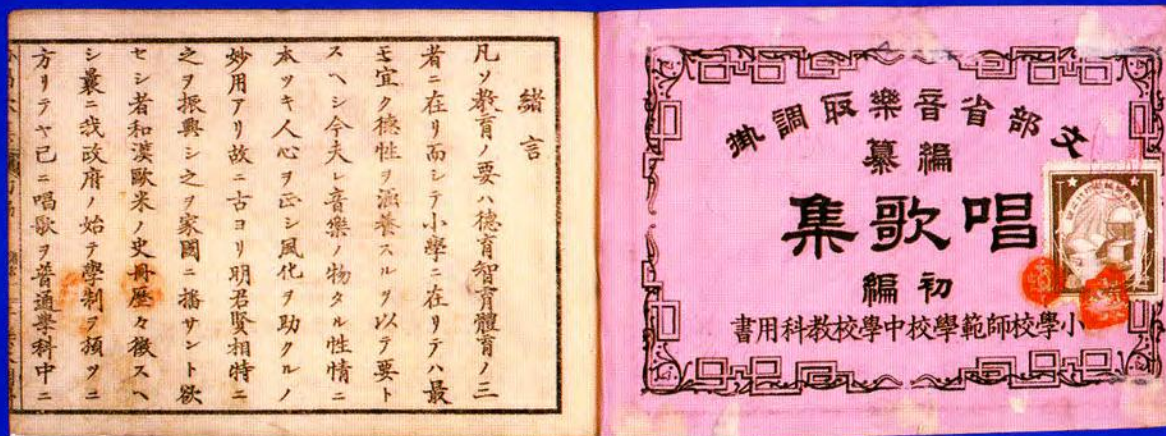 文部省音樂取調掛
編纂
唱歌集
初編
小學校師範學校中學校教科用書
緒言
凡ソ教育ノ要ハ德育智育體育ノ三
者ニ在リ而シテ小學ニ在リテハ最
モ宜ク德性ヲ涵養スルヲ以テ要ト
スヘシ今夫レ音樂ノ物タル性情ニ
本ツキ人心ヲ正シ風化ヲ助クルノ
妙用アリ故ニ古ヨリ明君賢相特ニ
之ヲ振興シ之ヲ家國ニ播サント欲
セシ者和漢歐米ノ史冊歷々徵スヘ
シ曩ニ我政府ノ始テ學制ヲ頒ツニ
方リテヤ已ニ唱歌ヲ普通學科中ニ